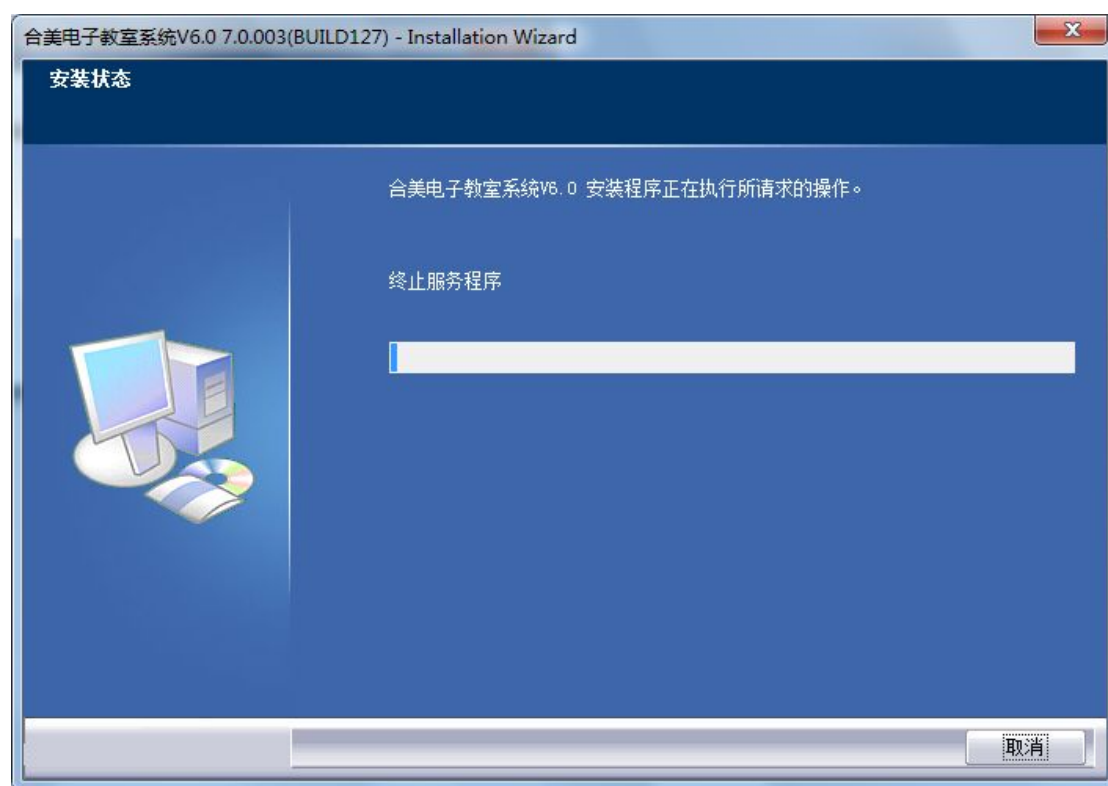 合美电子教室系统V6.0 7.0.003(BUILD127) - Installation Wizard
安装状态
合美电子教室系统V6.0 安装程序正在执行所请求的操作。
终止服务程序
取消